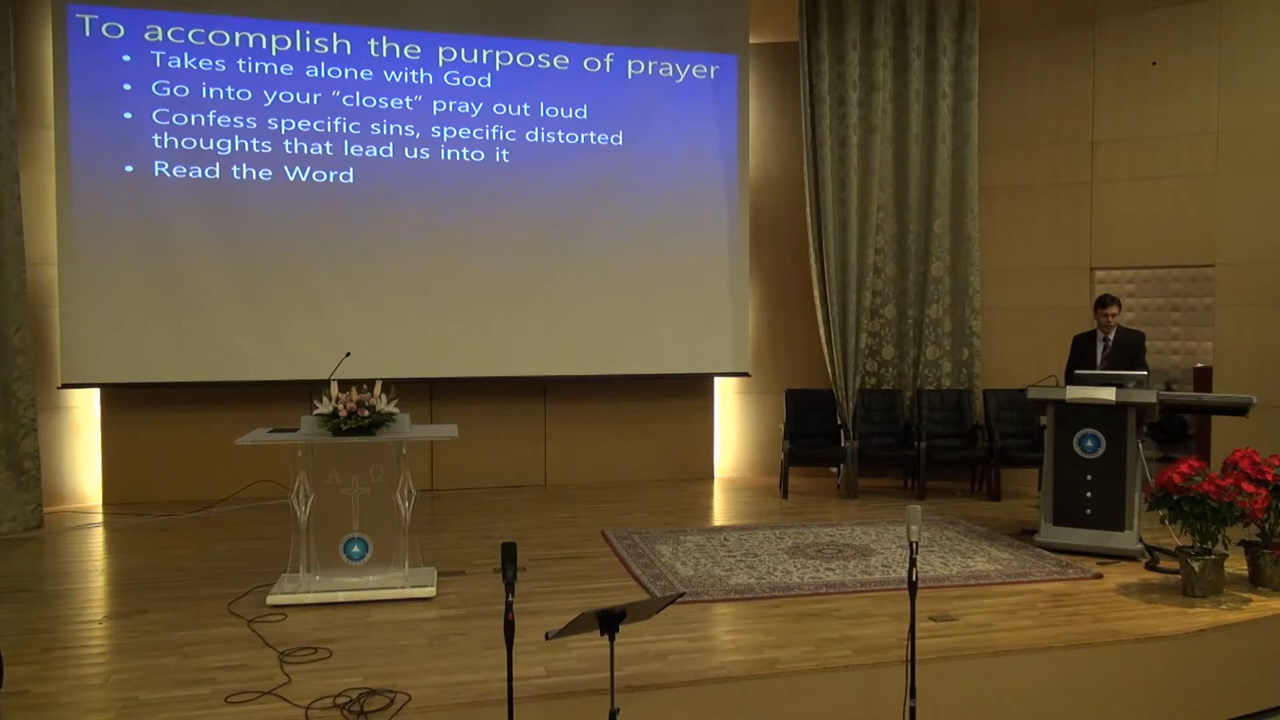 To accomplish the purpose of prayer
• Takes time alone with God
• Go into your “closet” pray out loud
• Confess specific sins, specific distorted
thoughts that lead us into it
• Read the Word
Α Ω